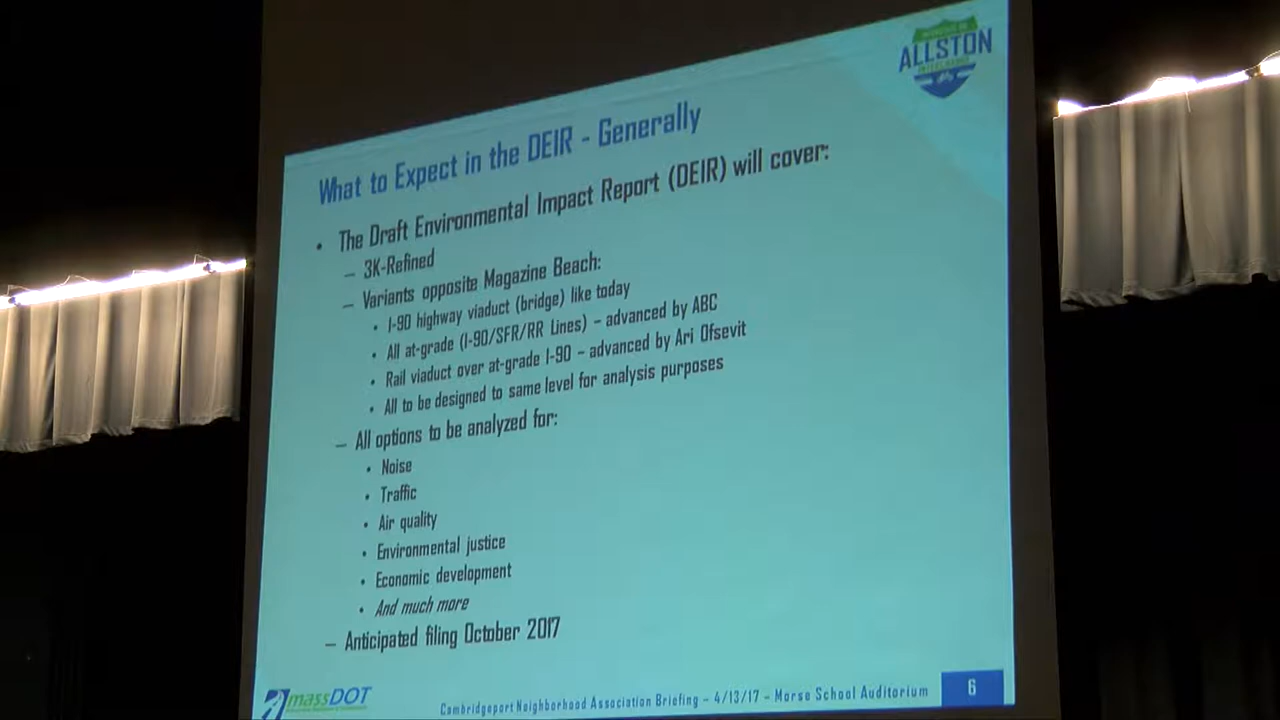 ALLSTON
What to Expect in the DEIR - Generally
• The Draft Environmental Impact Report (DEIR) will cover:
– 3K-Refined
– Variants opposite Magazine Beach:
• I-90 highway viaduct (bridge) like today
• All at-grade (I-90/SFR/RR Lines) – advanced by ABC
• Rail viaduct over at-grade I-90 – advanced by Ari Ofsevit
• All to be designed to same level for analysis purposes
– All options to be analyzed for:
• Noise
• Traffic
• Air quality
• Environmental justice
• Economic development
• And much more
– Anticipated filing October 2017
massDOT
Cambridgeport Neighborhood Association Briefing – 4/13/17 – Morse School Auditorium
6